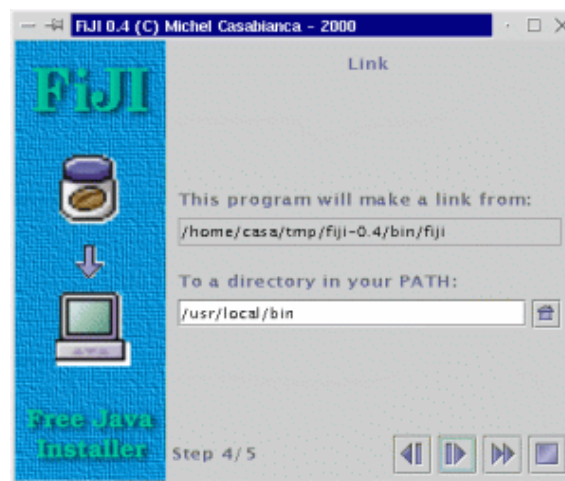 FiJI 0.4 (C) Michel Casabianca - 2000
FiJI
Link
This program will make a link from:
/home/casa/tmp/fiji-0.4/bin/fiji
To a directory in your PATH:
/usr/local/bin
Free Java
Installer
Step 4/5